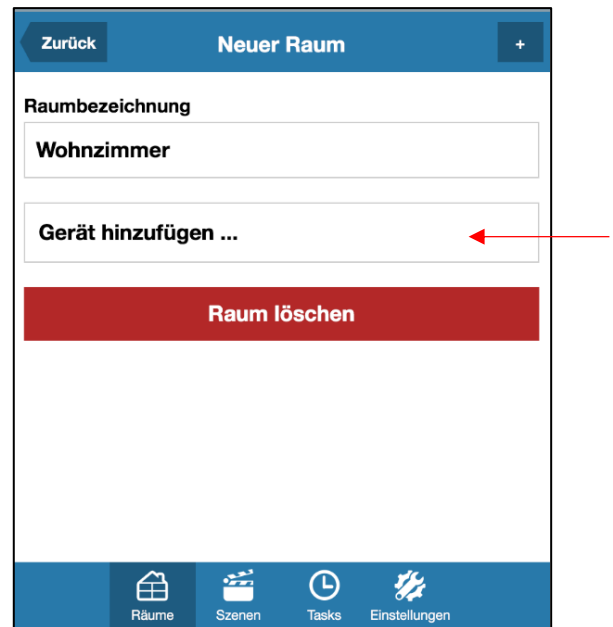 Zurück Neuer Raum +
Raumbezeichnung
Wohnzimmer
Gerät hinzufügen ...
Raum löschen
Räume Szenen Tasks Einstellungen